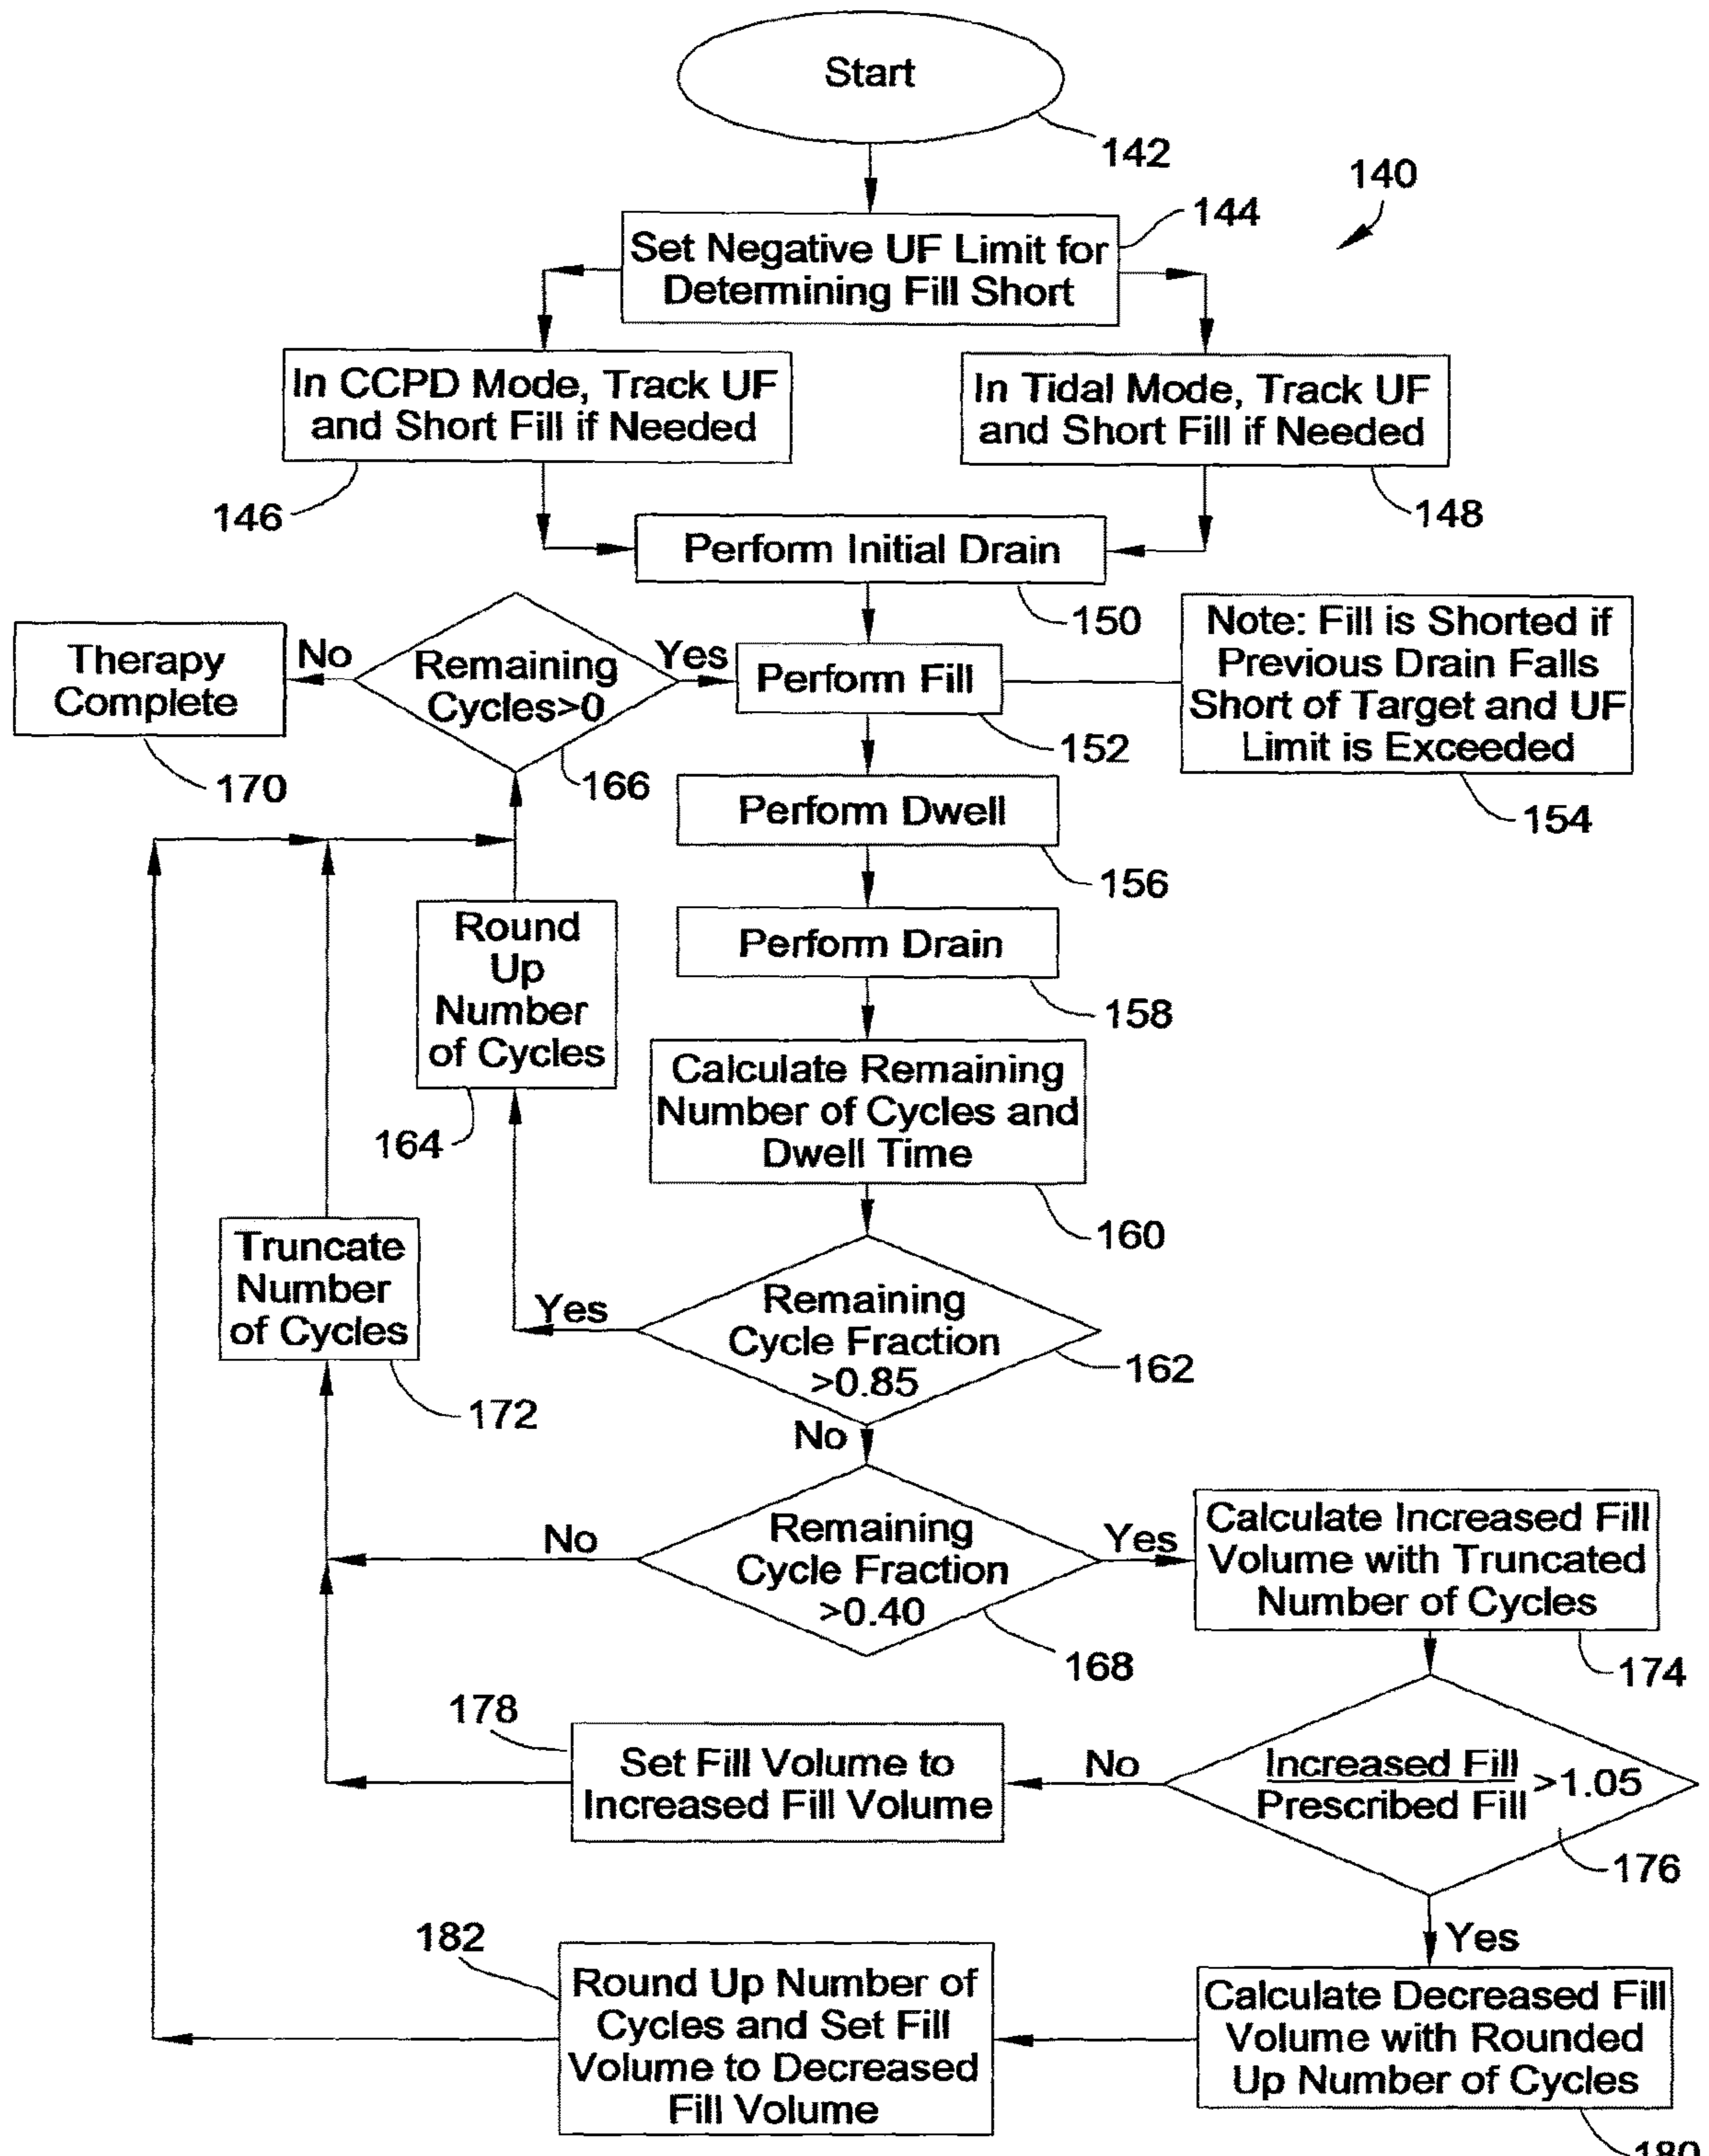 Start
142
140
144
Set Negative UF Limit for
Determining Fill Short
In CCPD Mode, Track UF
and Short Fill if Needed
146
In Tidal Mode, Track UF
and Short Fill if Needed
148
Perform Initial Drain
150
Therapy
Complete
170
No
Remaining
Cycles>0
166
Yes
Perform Fill
152
Note: Fill is Shorted if
Previous Drain Falls
Short of Target and UF
Limit is Exceeded
154
Perform Dwell
156
Round
Up
Number
of Cycles
164
Perform Drain
158
Calculate Remaining
Number of Cycles and
Dwell Time
160
Truncate
Number
of Cycles
172
Yes
Remaining
Cycle Fraction
>0.85
162
No
No
Remaining
Cycle Fraction
>0.40
168
Yes
Calculate Increased Fill
Volume with Truncated
Number of Cycles
174
178
Set Fill Volume to
Increased Fill Volume
No
Increased Fill
Prescribed Fill
>1.05
176
Yes
182
Round Up Number of
Cycles and Set Fill
Volume to Decreased
Fill Volume
Calculate Decreased Fill
Volume with Rounded
Up Number of Cycles
180